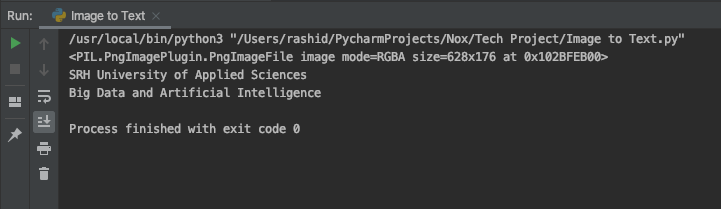 Run: Image to Text ×
/usr/local/bin/python3 "/Users/rashid/PycharmProjects/Nox/Tech Project/Image to Text.py"
<PIL.PngImagePlugin.PngImageFile image mode=RGBA size=628x176 at 0x102BFEB00>
SRH University of Applied Sciences
Big Data and Artificial Intelligence
Process finished with exit code 0